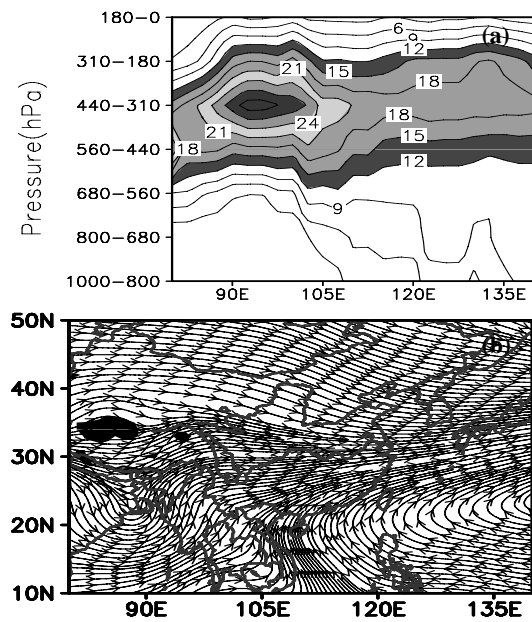 180-0
310-180
440-310
560-440
680-560
800-680
1000-800
Pressure(hPa)
(a)
6
9
12
21
15
18
24
21
18
18
15
12
9
90E
105E
120E
135E
50N
40N
30N
20N
10N
(b)
90E
105E
120E
135E